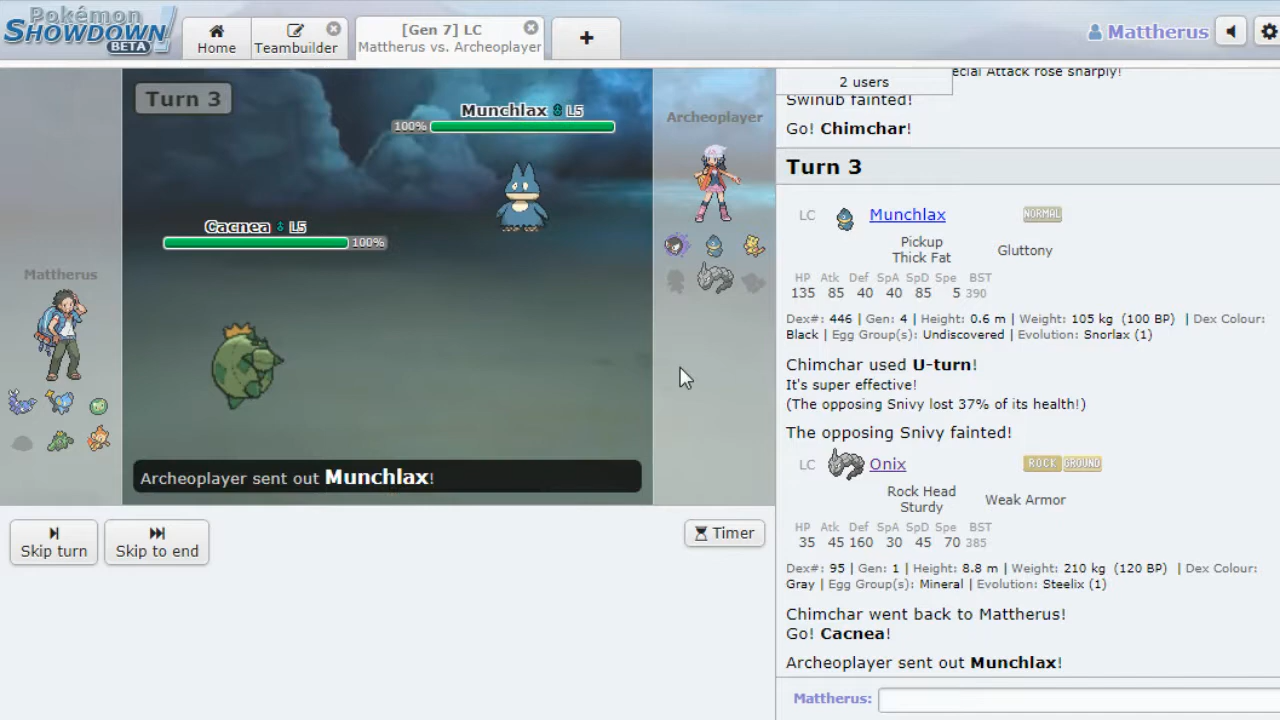 Pokémon
SHOWDOWN!
BETA
Home
Teambuilder
[Gen 7] LC
Mattherus vs. Archeoplayer
+
Mattherus
Turn 3
Munchlax L5
100%
Cacnea L5
100%
Mattherus
Archeoplayer
Archeoplayer sent out Munchlax!
Skip turn
Skip to end
Timer
2 users
ecial Attack rose sharply!
Swinub fainted!
Go! Chimchar!
Turn 3
LC Munchlax NORMAL
Pickup
Thick Fat
Gluttony
HP Atk Def SpA SpD Spe BST
135 85 40 40 85 5 390
Dex#: 446 | Gen: 4 | Height: 0.6 m | Weight: 105 kg (100 BP) | Dex Colour:
Black | Egg Group(s): Undiscovered | Evolution: Snorlax (1)
Chimchar used U-turn!
It's super effective!
(The opposing Snivy lost 37% of its health!)
The opposing Snivy fainted!
LC Onix ROCK GROUND
Rock Head
Sturdy
Weak Armor
HP Atk Def SpA SpD Spe BST
35 45 160 30 45 70 385
Dex#: 95 | Gen: 1 | Height: 8.8 m | Weight: 210 kg (120 BP) | Dex Colour:
Gray | Egg Group(s): Mineral | Evolution: Steelix (1)
Chimchar went back to Mattherus!
Go! Cacnea!
Archeoplayer sent out Munchlax!
Mattherus: